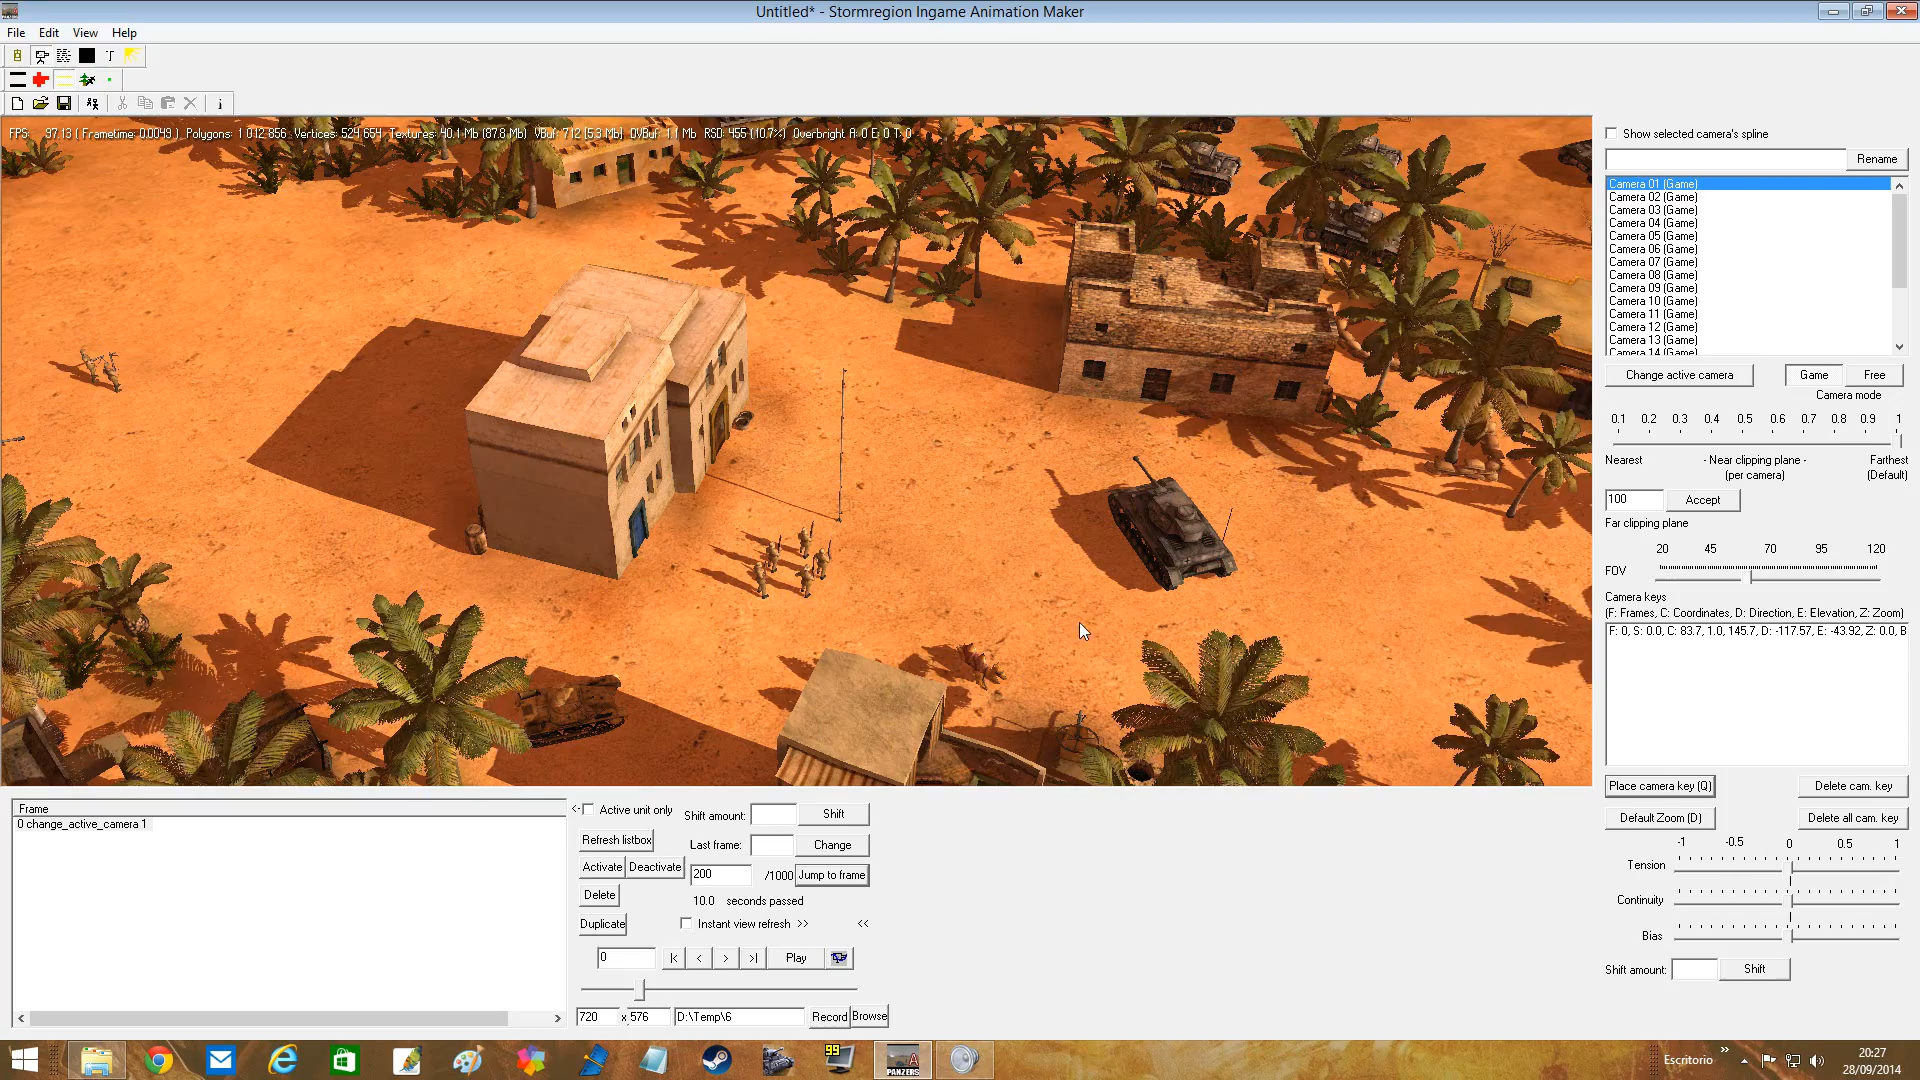 Untitled* - Stormregion Ingame Animation Maker
File Edit View Help
T
i
FPS: 97.13 ( Frametime: 0.0049 ) Polygons: 1 012 856 Vertices: 524 654 Textures: 40.1 Mb (87.8 Mb) VBuf: 712 (5.3 Mb) DVBuf: 1.1 Mb RSD: 455 (10.7%) Overbright A: 0 E: 0 T: 0
Show selected camera's spline
Rename
Camera 01 (Game)
Camera 02 (Game)
Camera 03 (Game)
Camera 04 (Game)
Camera 05 (Game)
Camera 06 (Game)
Camera 07 (Game)
Camera 08 (Game)
Camera 09 (Game)
Camera 10 (Game)
Camera 11 (Game)
Camera 12 (Game)
Camera 13 (Game)
Camera 14 (Game)
Change active camera Game Free
Camera mode
0.1 0.2 0.3 0.4 0.5 0.6 0.7 0.8 0.9 1
Nearest - Near clipping plane - Farthest
(per camera) (Default)
100 Accept
Far clipping plane
20 45 70 95 120
FOV
Camera keys
(F: Frames, C: Coordinates, D: Direction, E: Elevation, Z: Zoom)
F: 0, S: 0.0, C: 83.7, 1.0, 145.7, D: -117.57, E: -43.92, Z: 0.0, B
Place camera key (Q) Delete cam. key
Default Zoom (D) Delete all cam. key
-1 -0.5 0 0.5 1
Tension
Continuity
Bias
Shift amount: Shift
Frame
0 change_active_camera 1
<- Active unit only Shift amount: Shift
Refresh listbox Last frame: Change
Activate Deactivate 200 /1000 Jump to frame
Delete 10.0 seconds passed
Duplicate Instant view refresh >> <<
0 |< < > >| Play
720 x 576 D:\Temp\6 Record Browse
99
PANZERS
Escritorio
20:27
28/09/2014